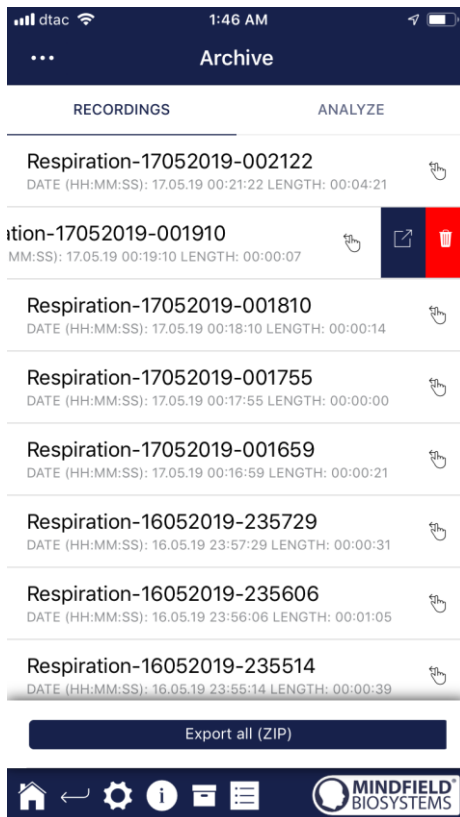 dtac 1:46 AM
Archive
RECORDINGS ANALYZE
Respiration-17052019-002122
DATE (HH:MM:SS): 17.05.19 00:21:22 LENGTH: 00:04:21
ation-17052019-001910
MM:SS): 17.05.19 00:19:10 LENGTH: 00:00:07
Respiration-17052019-001810
DATE (HH:MM:SS): 17.05.19 00:18:10 LENGTH: 00:00:14
Respiration-17052019-001755
DATE (HH:MM:SS): 17.05.19 00:17:55 LENGTH: 00:00:00
Respiration-17052019-001659
DATE (HH:MM:SS): 17.05.19 00:16:59 LENGTH: 00:00:21
Respiration-16052019-235729
DATE (HH:MM:SS): 16.05.19 23:57:29 LENGTH: 00:00:31
Respiration-16052019-235606
DATE (HH:MM:SS): 16.05.19 23:56:06 LENGTH: 00:01:05
Respiration-16052019-235514
DATE (HH:MM:SS): 16.05.19 23:55:14 LENGTH: 00:00:39
Export all (ZIP)
MINDFIELD®
BIOSYSTEMS